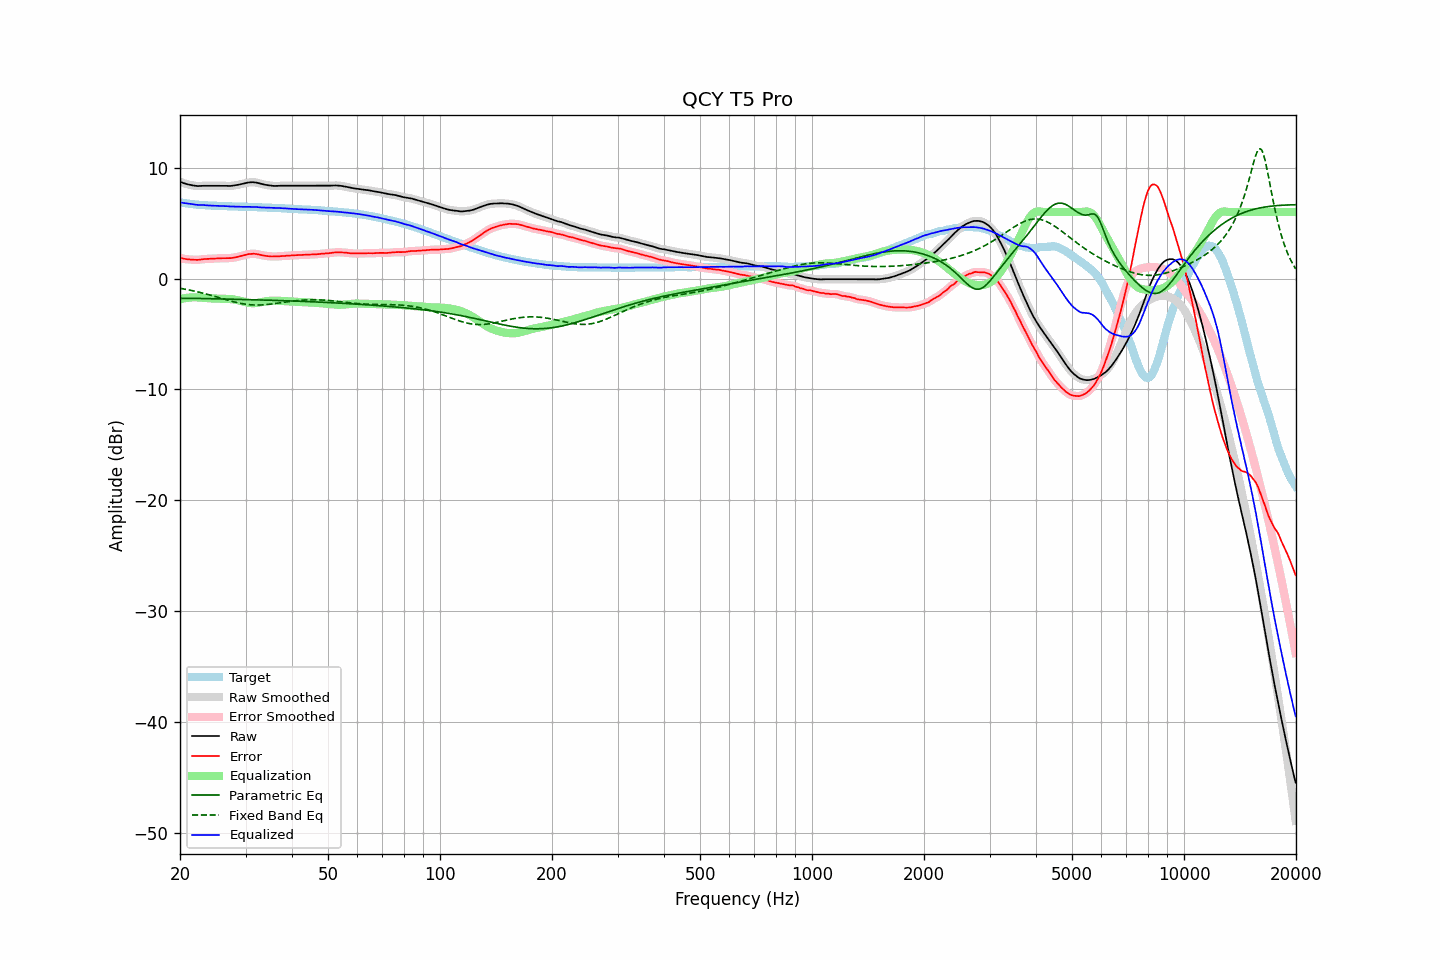 QCY T5 Pro
Amplitude (dBr)
10
0
−10
−20
−30
−40
−50
Target
Raw Smoothed
Error Smoothed
Raw
Error
Equalization
Parametric Eq
Fixed Band Eq
Equalized
20 50 100 200 500 1000 2000 5000 10000 20000
Frequency (Hz)